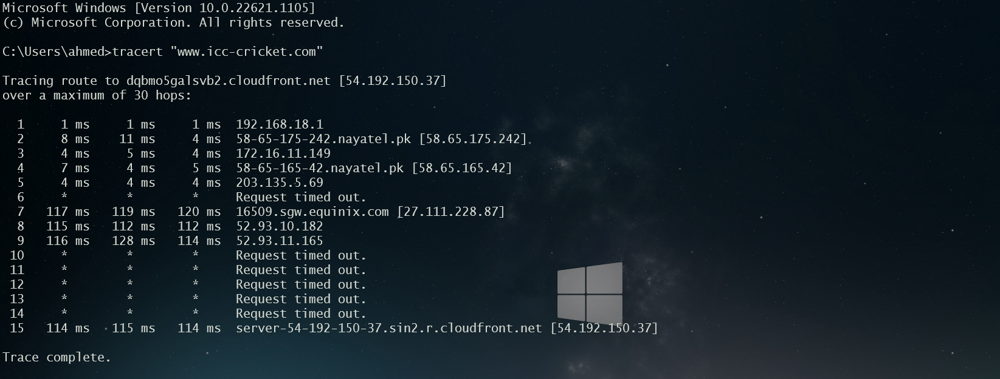 Microsoft Windows [Version 10.0.22621.1105]
(c) Microsoft Corporation. All rights reserved.
C:\Users\ahmed>tracert "www.icc-cricket.com"
Tracing route to dqbmo5galsvb2.cloudfront.net [54.192.150.37]
over a maximum of 30 hops:
1 1 ms 1 ms 1 ms 192.168.18.1
2 8 ms 11 ms 4 ms 58-65-175-242.nayatel.pk [58.65.175.242]
3 4 ms 5 ms 4 ms 172.16.11.149
4 7 ms 4 ms 5 ms 58-65-165-42.nayatel.pk [58.65.165.42]
5 4 ms 4 ms 4 ms 203.135.5.69
6 * * * Request timed out.
7 117 ms 119 ms 120 ms 16509.sgw.equinix.com [27.111.228.87]
8 115 ms 112 ms 112 ms 52.93.10.182
9 116 ms 128 ms 114 ms 52.93.11.165
10 * * * Request timed out.
11 * * * Request timed out.
12 * * * Request timed out.
13 * * * Request timed out.
14 * * * Request timed out.
15 114 ms 115 ms 114 ms server-54-192-150-37.sin2.r.cloudfront.net [54.192.150.37]
Trace complete.